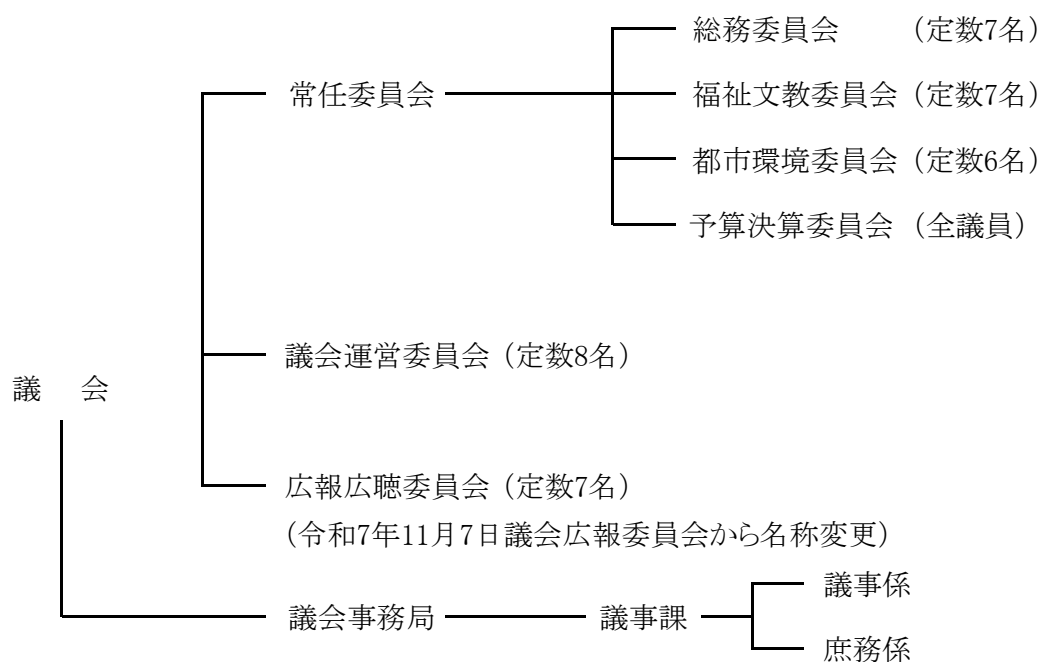 総務委員会　　（定数7名）
常任委員会　福祉文教委員会（定数7名）
都市環境委員会（定数6名）
予算決算委員会（全議員）
議会運営委員会（定数8名）
議　会
広報広聴委員会（定数7名）
（令和7年11月7日議会広報委員会から名称変更）
議事係
議会事務局　議事課
庶務係